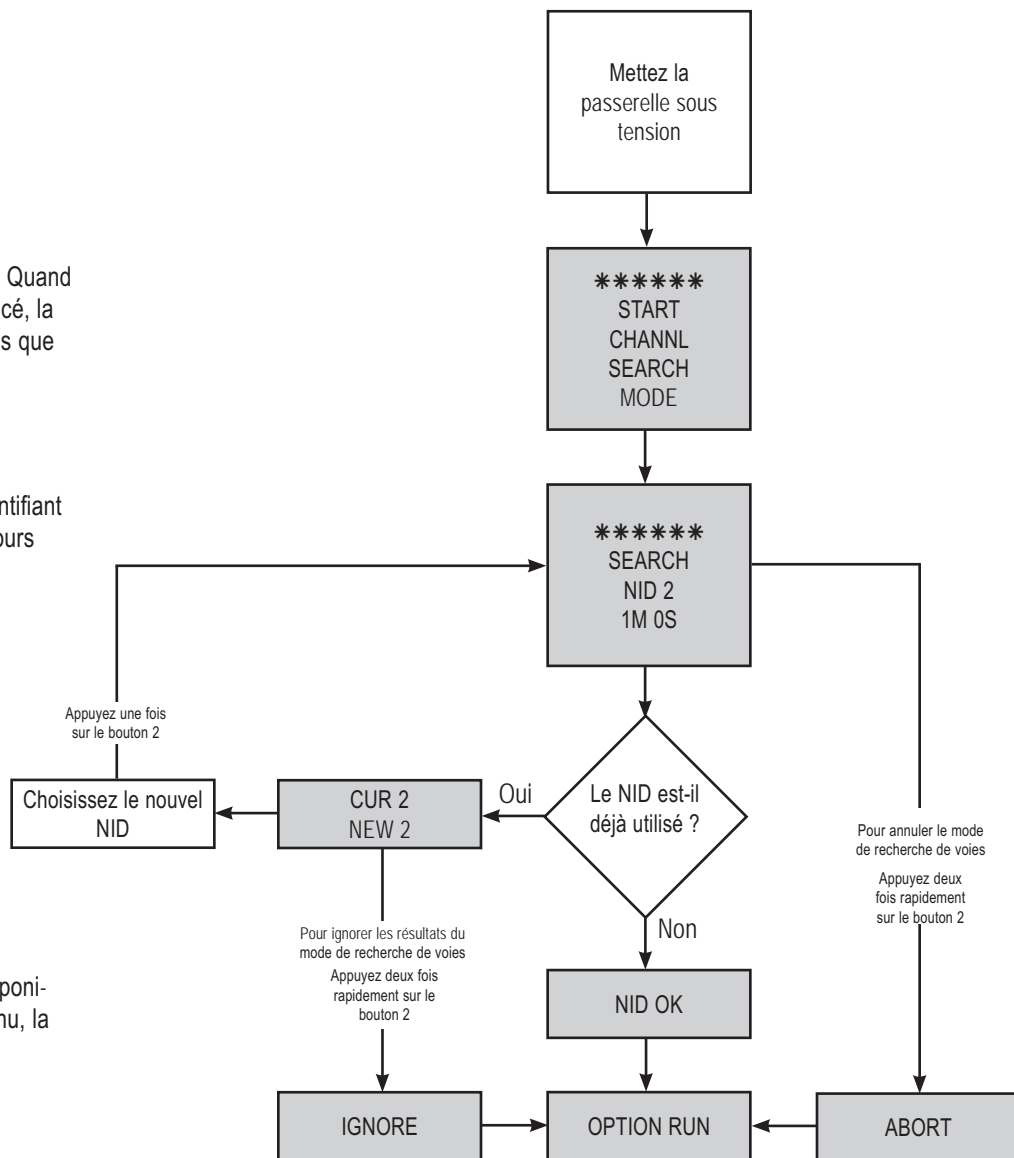 Mettez la
passerelle sous
tension
Quand
cé, la
s que
******
START
CHANNL
SEARCH
MODE
ntifiant
ours
******
SEARCH
NID 2
1M 0S
Appuyez une fois
sur le bouton 2
Choisissez le nouvel
NID
CUR 2
NEW 2
Oui
Le NID est-il
déjà utilisé ?
Pour annuler le mode
de recherche de voies
Appuyez deux
fois rapidement
sur le bouton 2
Pour ignorer les résultats du
mode de recherche de voies
Appuyez deux fois
rapidement sur le
bouton 2
Non
poni-
nu, la
NID OK
IGNORE
OPTION RUN
ABORT